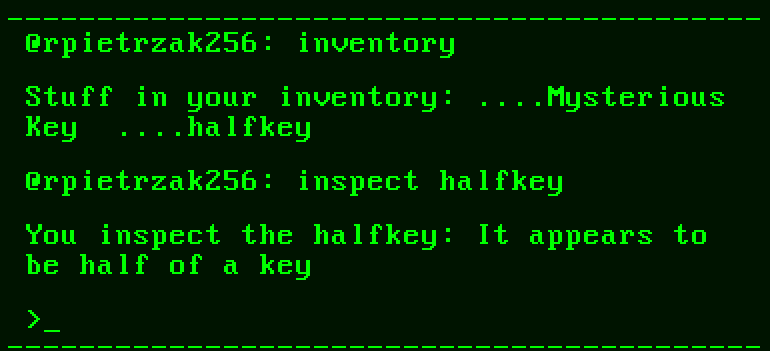 @rpietrzak256: inventory
Stuff in your inventory: ....Mysterious
Key  ....halfkey
@rpietrzak256: inspect halfkey
You inspect the halfkey: It appears to
be half of a key
>_